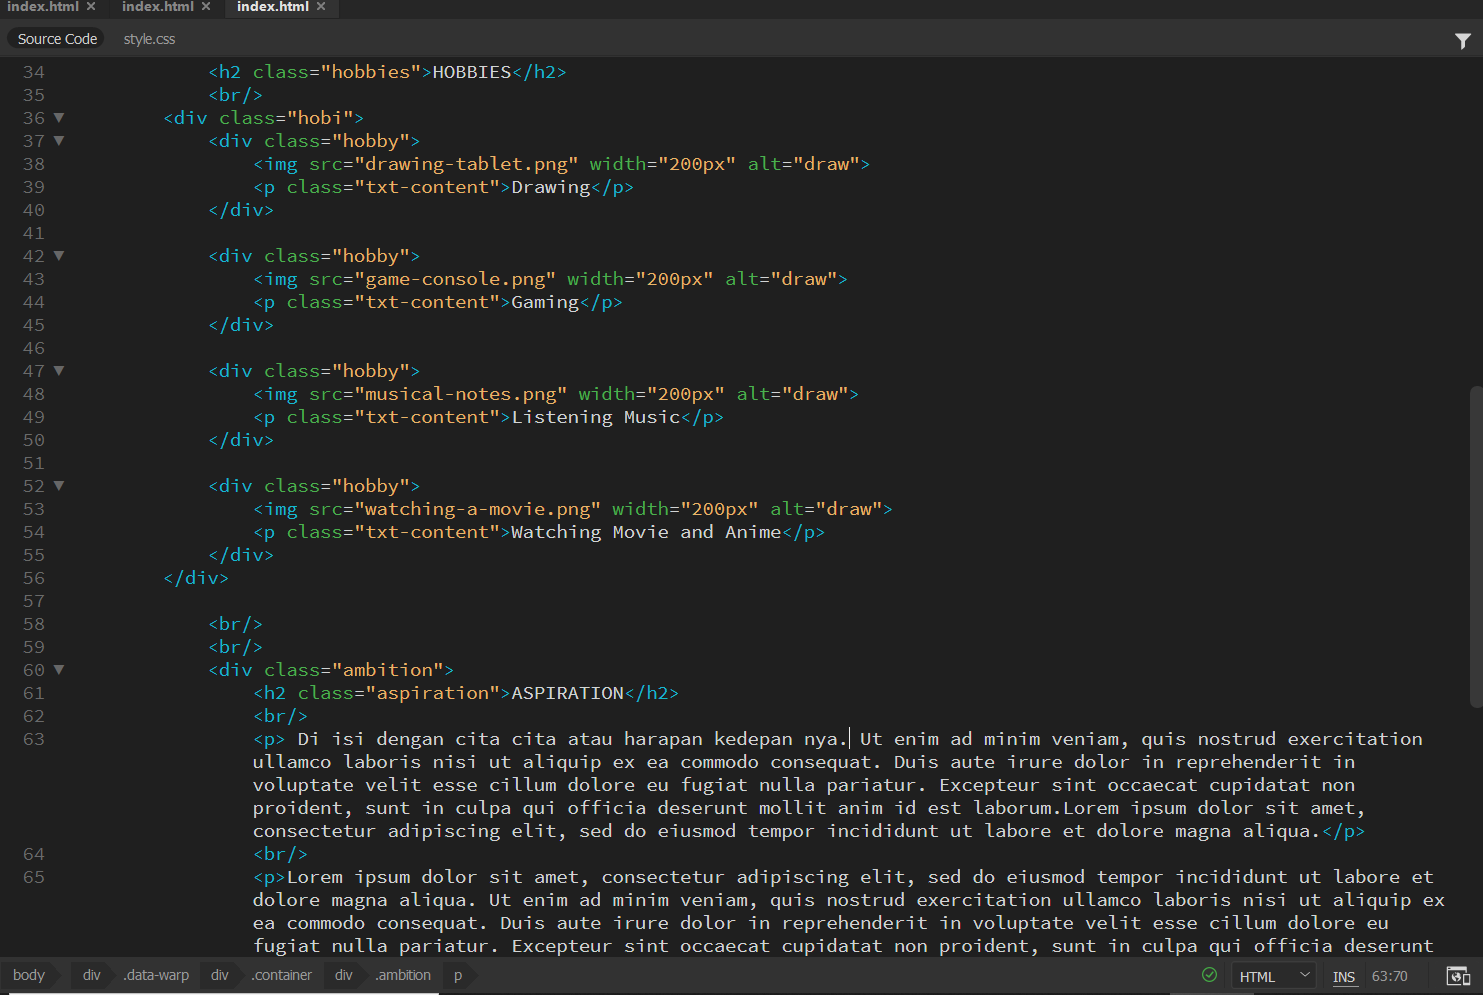 index.html × index.html × index.html ×
Source Code style.css
34 <h2 class="hobbies">HOBBIES</h2>
35 <br/>
36 <div class="hobi">
37 <div class="hobby">
38 <img src="drawing-tablet.png" width="200px" alt="draw">
39 <p class="txt-content">Drawing</p>
40 </div>
41
42 <div class="hobby">
43 <img src="game-console.png" width="200px" alt="draw">
44 <p class="txt-content">Gaming</p>
45 </div>
46
47 <div class="hobby">
48 <img src="musical-notes.png" width="200px" alt="draw">
49 <p class="txt-content">Listening Music</p>
50 </div>
51
52 <div class="hobby">
53 <img src="watching-a-movie.png" width="200px" alt="draw">
54 <p class="txt-content">Watching Movie and Anime</p>
55 </div>
56 </div>
57
58 <br/>
59 <br/>
60 <div class="ambition">
61 <h2 class="aspiration">ASPIRATION</h2>
62 <br/>
63 <p> Di isi dengan cita cita atau harapan kedepan nya. Ut enim ad minim veniam, quis nostrud exercitation
ullamco laboris nisi ut aliquip ex ea commodo consequat. Duis aute irure dolor in reprehenderit in
voluptate velit esse cillum dolore eu fugiat nulla pariatur. Excepteur sint occaecat cupidatat non
proident, sunt in culpa qui officia deserunt mollit anim id est laborum.Lorem ipsum dolor sit amet,
consectetur adipiscing elit, sed do eiusmod tempor incididunt ut labore et dolore magna aliqua.</p>
64 <br/>
65 <p>Lorem ipsum dolor sit amet, consectetur adipiscing elit, sed do eiusmod tempor incididunt ut labore et
dolore magna aliqua. Ut enim ad minim veniam, quis nostrud exercitation ullamco laboris nisi ut aliquip ex
ea commodo consequat. Duis aute irure dolor in reprehenderit in voluptate velit esse cillum dolore eu
fugiat nulla pariatur. Excepteur sint occaecat cupidatat non proident, sunt in culpa qui officia deserunt
body div .data-warp div .container div .ambition p HTML INS 63:70